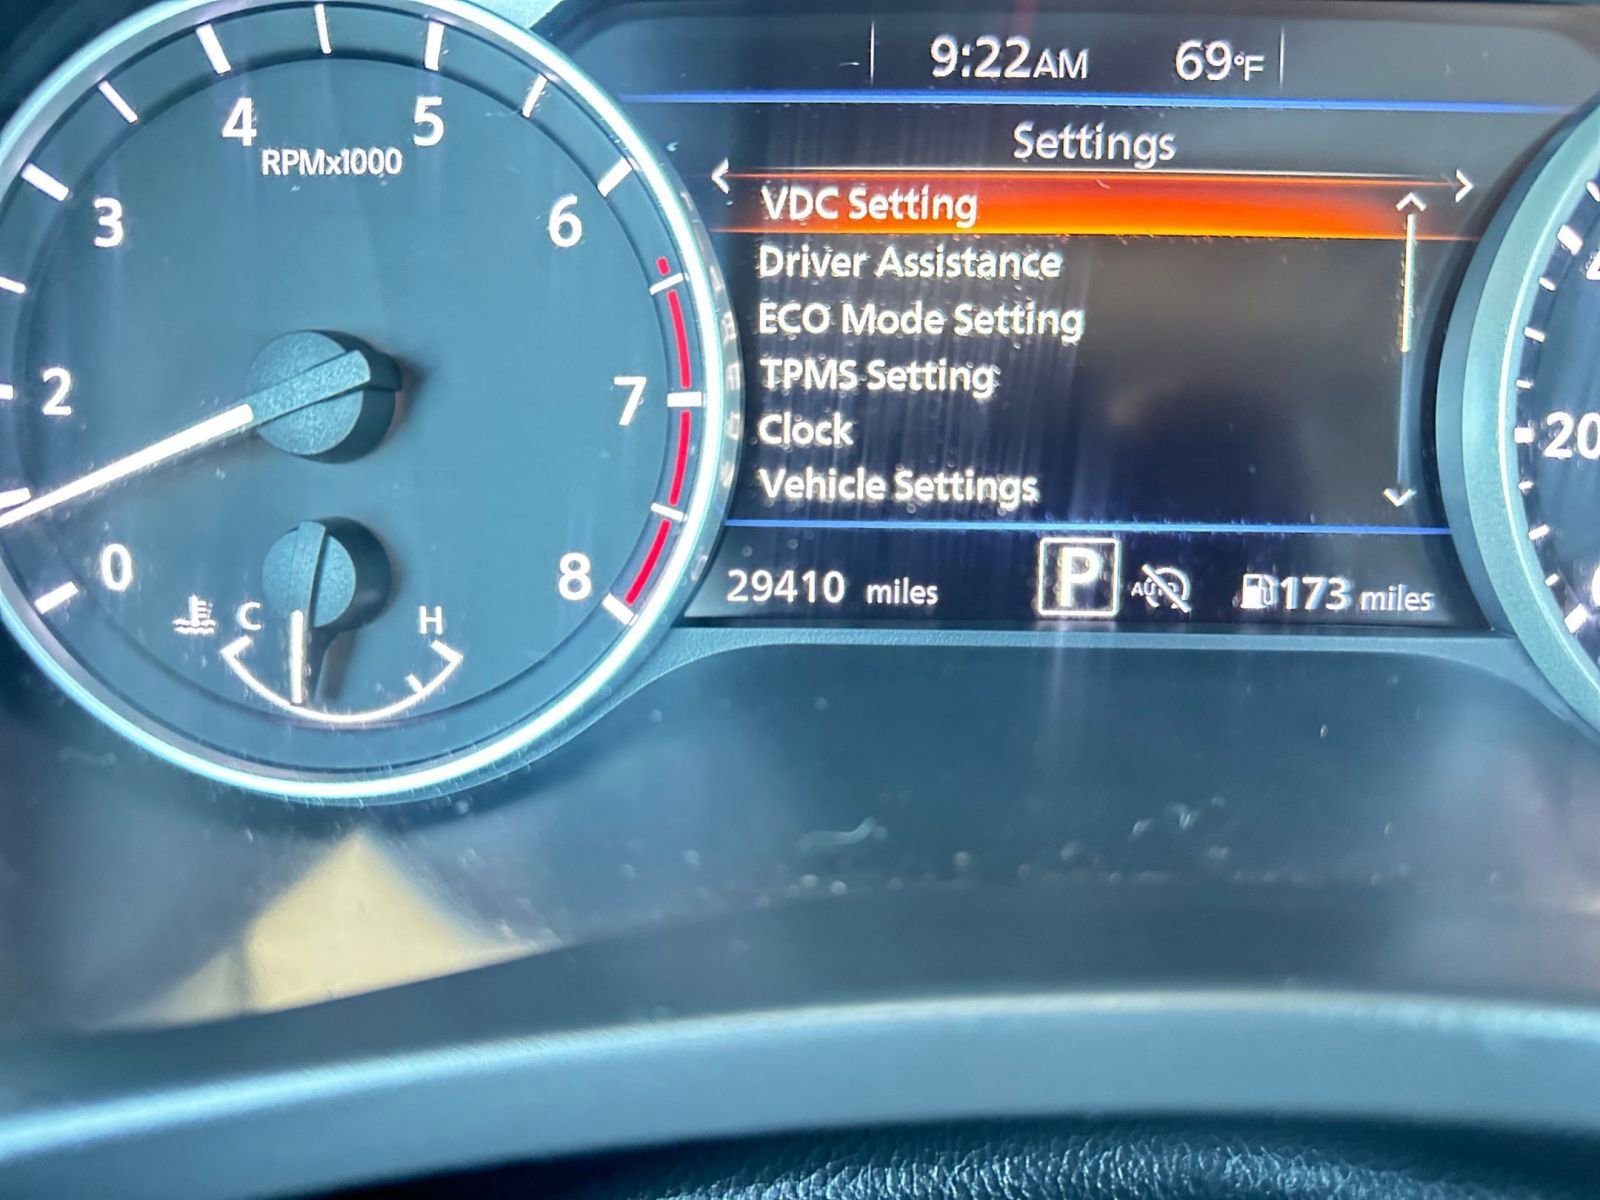 9:22AM 69°F
Settings
VDC Setting
Driver Assistance
ECO Mode Setting
TPMS Setting
Clock
Vehicle Settings
29410 miles P AUTO 173 miles
4 5
RPMx1000
3 6
2 7
0 8
C H
20